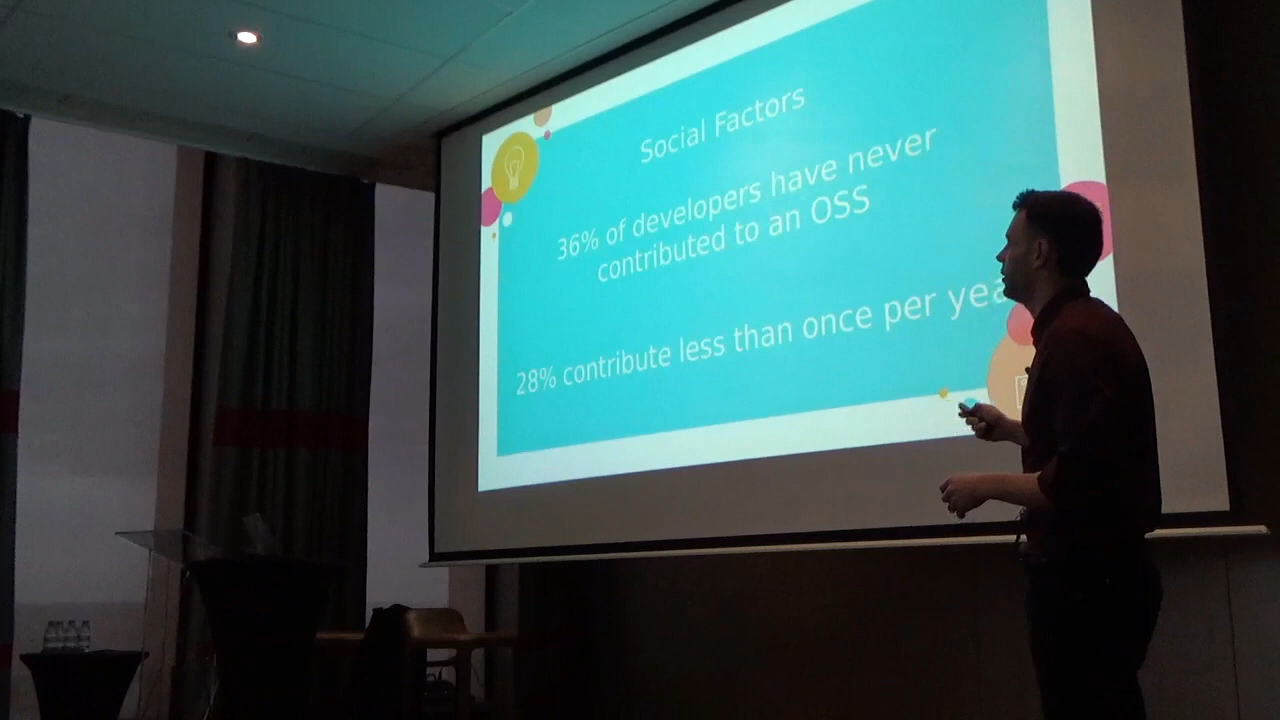 Social Factors
36% of developers have never
contributed to an OSS
28% contribute less than once per yea